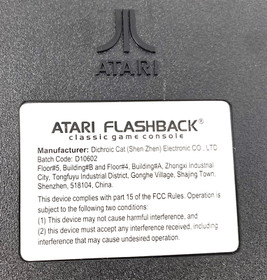 ATARI
ATARI FLASHBACK®
classic game console
Manufacturer: Dichroic Cat (Shen Zhen) Electronic CO., LTD
Batch Code: D10602
Floor#5, Building#B and Floor#4, Building#A, Zhongxi Industrial
City, Tongfuyu Industrial District, Gonghe Village, Shajing Town,
Shenzhen, 518104, China.
This device complies with part 15 of the FCC Rules. Operation is
subject to the following two conditions:
(1) This device may not cause harmful interference, and
(2) this device must accept any interference received, including
interference that may cause undesired operation.